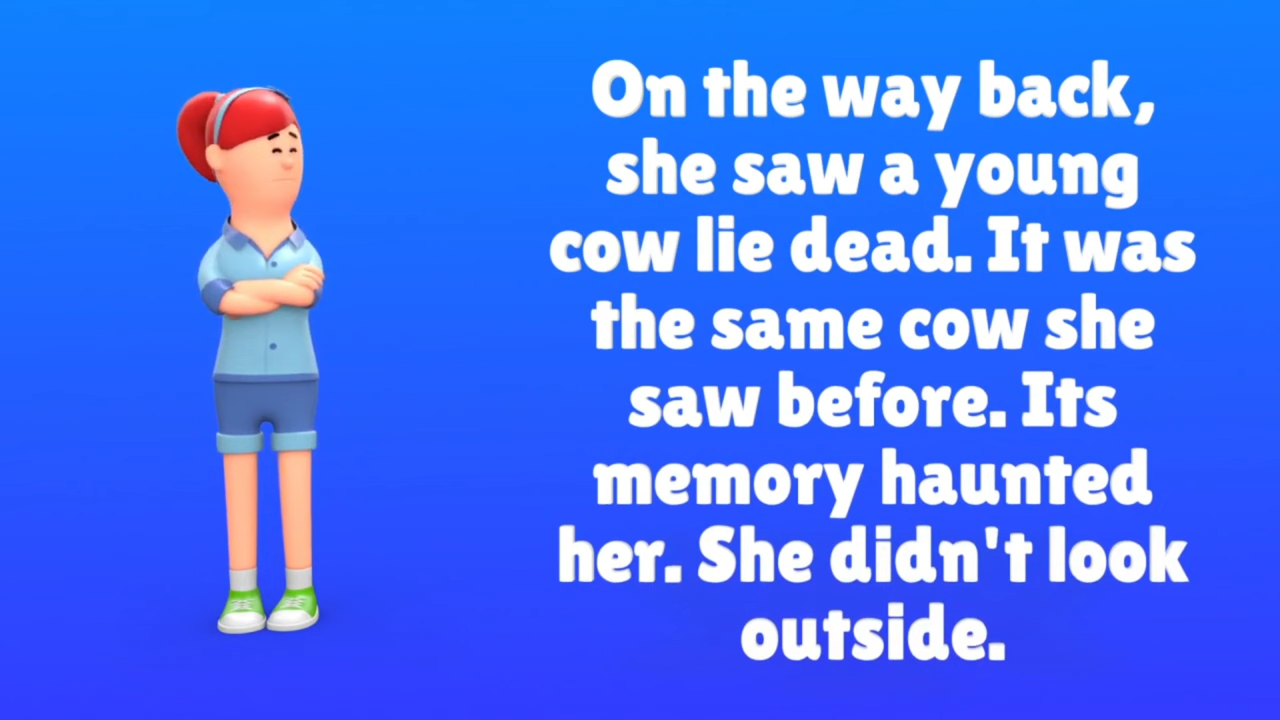 On the way back,
she saw a young
cow lie dead. It was
the same cow she
saw before. Its
memory haunted
her. She didn't look
outside.